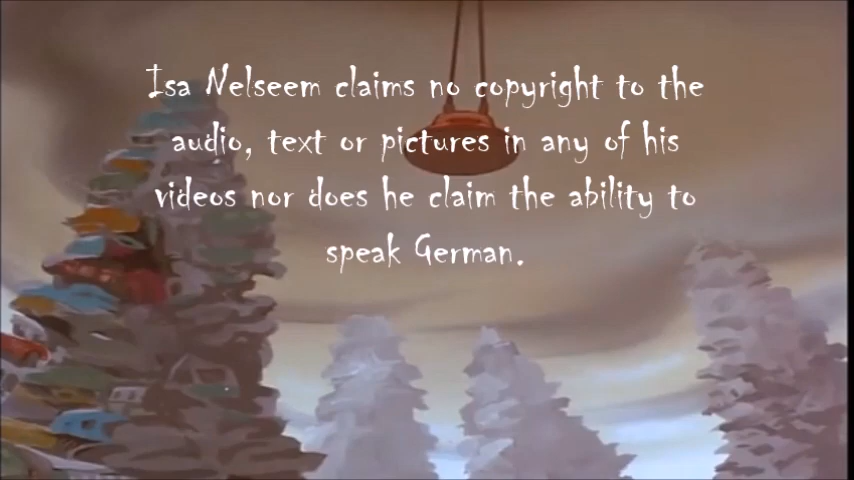 Isa Nelseem claims no copyright to the
audio, text or pictures in any of his
videos nor does he claim the ability to
speak German.